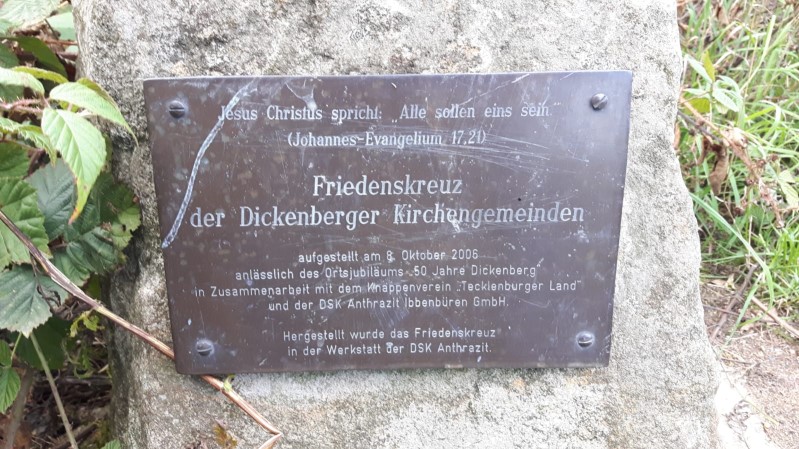 Jesus Christus spricht: „Alle sollen eins sein."
(Johannes-Evangelium 17,21)
Friedenskreuz
der Dickenberger Kirchengemeinden
aufgestellt am 8. Oktober 2006
anlässlich des Ortsjubiläums „50 Jahre Dickenberg"
in Zusammenarbeit mit dem Knappenverein „Tecklenburger Land"
und der DSK Anthrazit Ibbenbüren GmbH.
Hergestellt wurde das Friedenskreuz
in der Werkstatt der DSK Anthrazit.